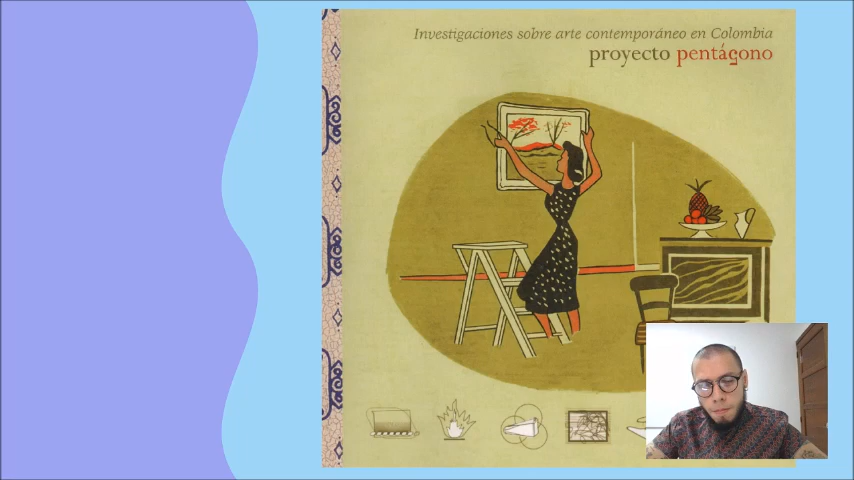 Investigaciones sobre arte contemporáneo en Colombia
proyecto pentágono